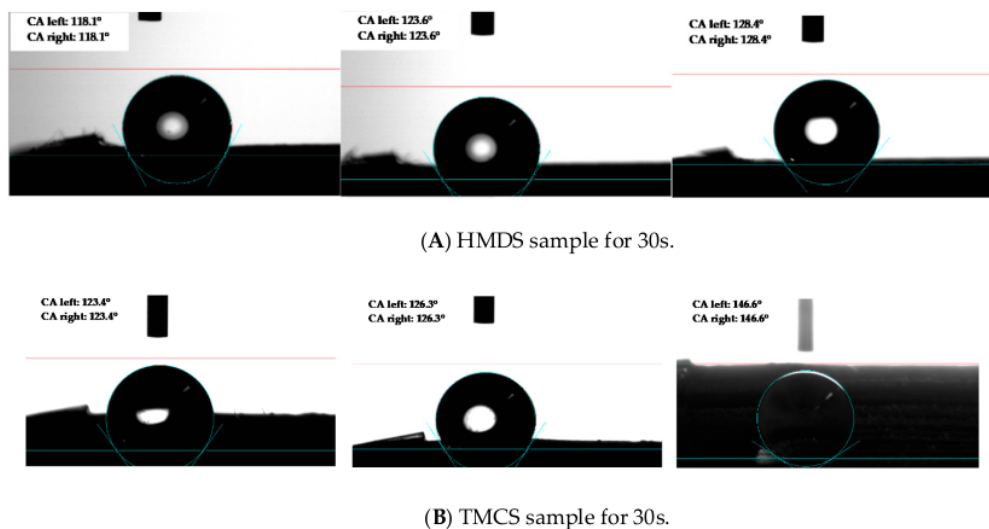 CA left: 118.1°
CA right: 118.1°
CA left: 123.6°
CA right: 123.6°
CA left: 128.4°
CA right: 128.4°
(A) HMDS sample for 30s.
CA left: 123.4°
CA right: 123.4°
CA left: 126.3°
CA right: 126.3°
CA left: 146.6°
CA right: 146.6°
(B) TMCS sample for 30s.